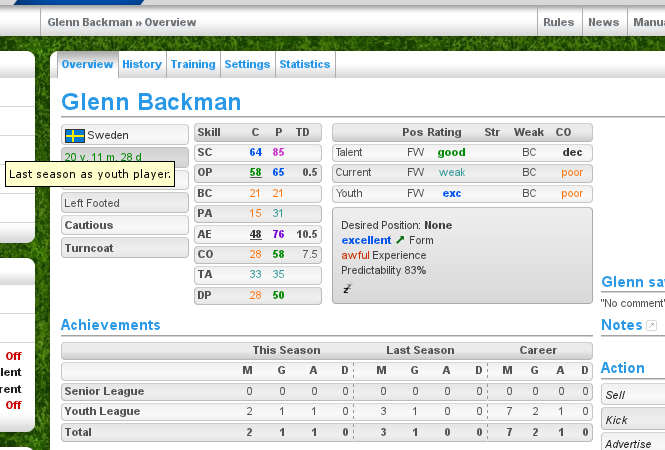 Glenn Backman » Overview Rules News Manu
Overview History Training Settings Statistics
Glenn Backman
Sweden
20 y, 11 m, 28 d
Last season as youth player.
Left Footed
Cautious
Turncoat
Skill C P TD
SC 64 85
OP 58 65 0.5
BC 21 21
PA 15 31
AE 48 76 10.5
CO 28 58 7.5
TA 33 35
DP 28 50
Pos Rating Str Weak CO
Talent FW good BC dec
Current FW weak BC poor
Youth FW exc BC poor
Desired Position: None
excellent Form
awful Experience
Predictability 83%
z
Glenn sa
"No comment"
Notes
Achievements
This Season Last Season Career
M G A D M G A D M G A D
Senior League 0 0 0 0 0 0 0 0 0 0 0 0
Youth League 2 1 1 0 3 1 0 0 7 2 1 0
Total 2 1 1 0 3 1 0 0 7 2 1 0
Action
Sell
Kick
Advertise
Off
lent
rent
Off